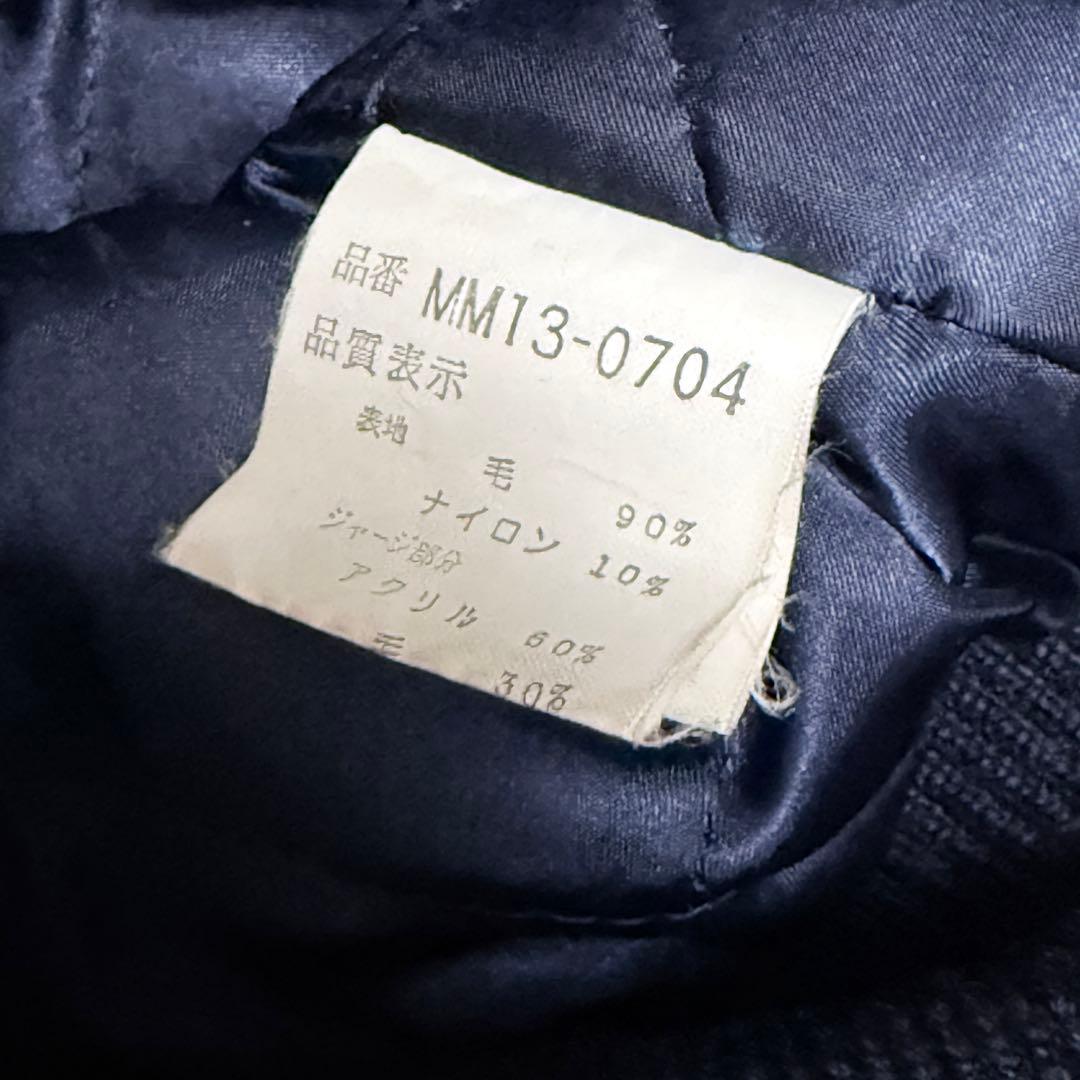 品番 MM13-0704
品質表示
表地
毛 90%
ナイロン 10%
ジャージ部分
アクリル 60%
毛 30%